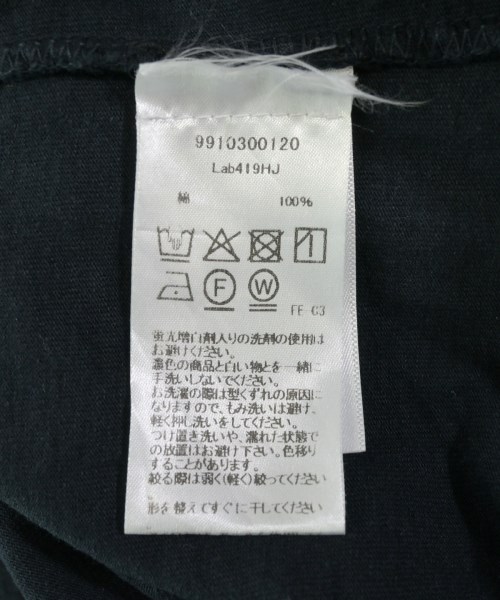 9910300120
Lab419HJ
綿 100%
F W
FF 03
蛍光増白剤入りの洗剤の使用は
お避けください。
濃色の商品と白い物とを一緒に
手洗いしないでください。
お洗濯の際は型くずれの原因に
なりますので、もみ洗いは避け、
軽く押し洗いをしてください。
つけ置き洗いや、濡れた状態で
の放置はお避け下さい。色移り
することがあります。
絞る際は弱く(軽く)絞ってください
形を整えてすぐに干してください